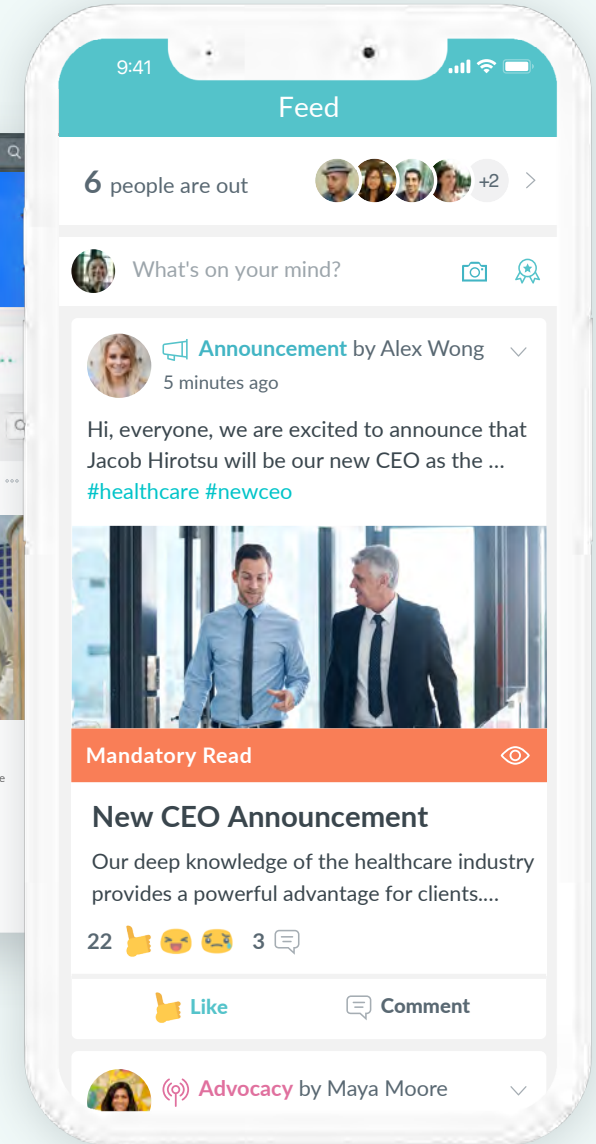 9:41
Feed
6 people are out
+2
What's on your mind?
Announcement by Alex Wong
5 minutes ago
Hi, everyone, we are excited to announce that
Jacob Hirotsu will be our new CEO as the ...
#healthcare #newceo
Mandatory Read
New CEO Announcement
Our deep knowledge of the healthcare industry
provides a powerful advantage for clients....
22 3
Like Comment
Advocacy by Maya Moore